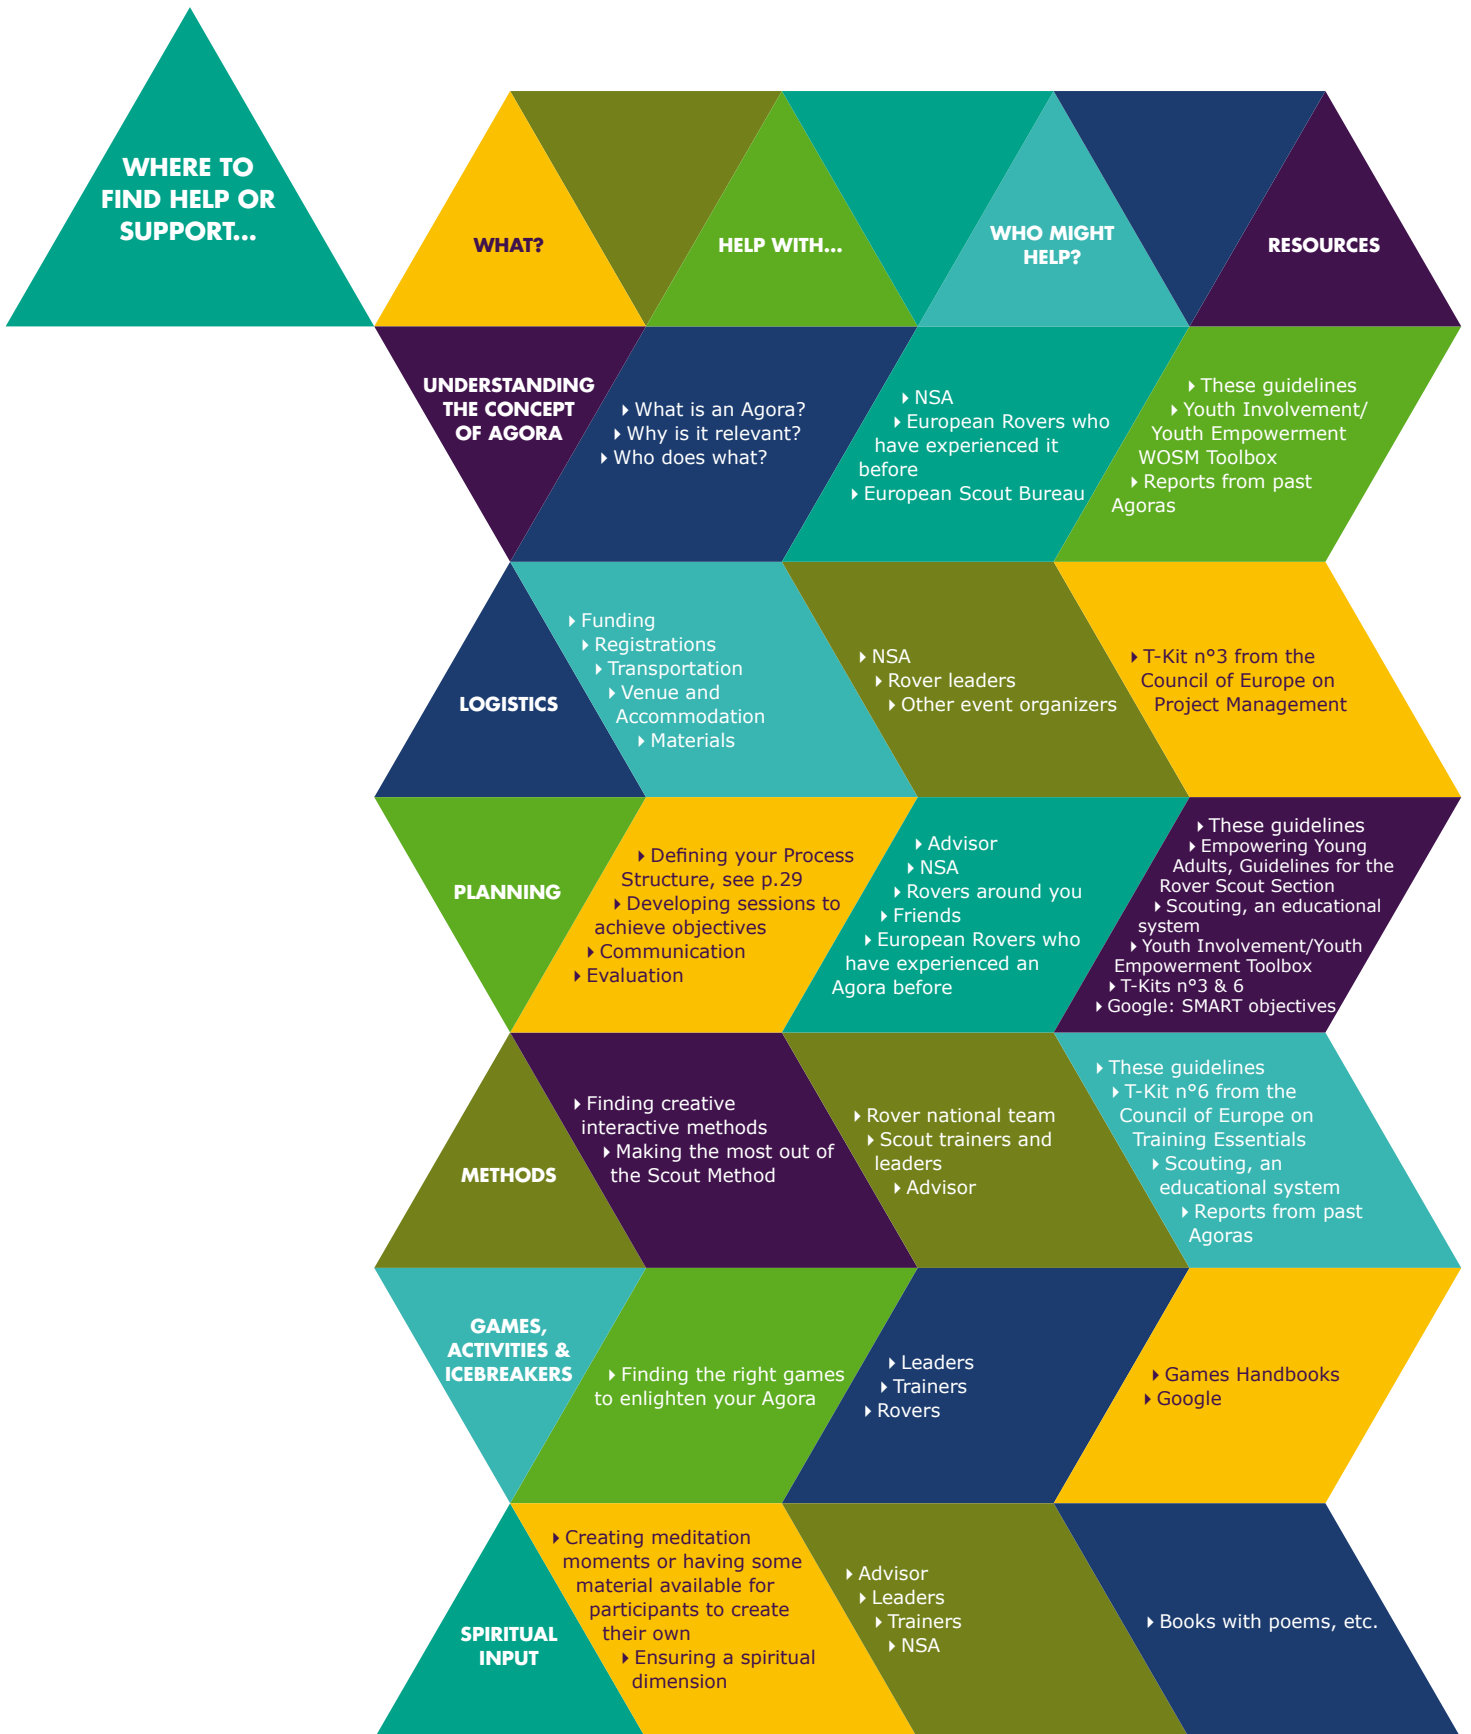 WHERE TO
FIND HELP OR
SUPPORT...
WHAT?
HELP WITH...
WHO MIGHT
HELP?
RESOURCES
UNDERSTANDING
THE CONCEPT
OF AGORA
What is an Agora?
Why is it relevant?
Who does what?
NSA
European Rovers who
have experienced it
before
European Scout Bureau
These guidelines
Youth Involvement/
Youth Empowerment
WOSM Toolbox
Reports from past
Agoras
LOGISTICS
Funding
Registrations
Transportation
Venue and
Accommodation
Materials
NSA
Rover leaders
Other event organizers
T-Kit n°3 from the
Council of Europe on
Project Management
PLANNING
Defining your Process
Structure, see p.29
Developing sessions to
achieve objectives
Communication
Evaluation
Advisor
NSA
Rovers around you
Friends
European Rovers who
have experienced an
Agora before
These guidelines
Empowering Young
Adults, Guidelines for the
Rover Scout Section
Scouting, an educational
system
Youth Involvement/Youth
Empowerment Toolbox
T-Kits n°3 & 6
Google: SMART objectives
METHODS
Finding creative
interactive methods
Making the most out of
the Scout Method
Rover national team
Scout trainers and
leaders
Advisor
These guidelines
T-Kit n°6 from the
Council of Europe on
Training Essentials
Scouting, an
educational system
Reports from past
Agoras
GAMES,
ACTIVITIES &
ICEBREAKERS
Finding the right games
to enlighten your Agora
Leaders
Trainers
Rovers
Games Handbooks
Google
SPIRITUAL
INPUT
Creating meditation
moments or having some
material available for
participants to create
their own
Ensuring a spiritual
dimension
Advisor
Leaders
Trainers
NSA
Books with poems, etc.